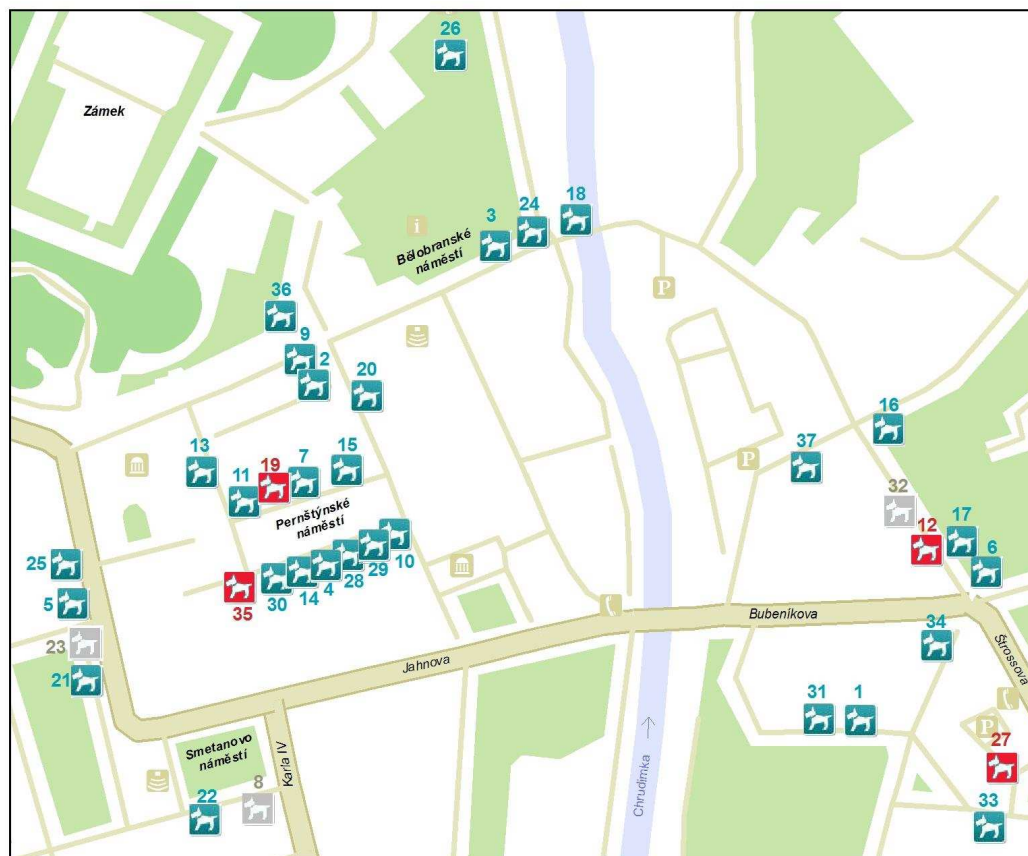 26
Zámek
18
24
3
i
Bělobranské
náměstí
P
36
9
2
20
16
37
P
13
19
7
15
11
32
12
17
6
Pernštýnské
náměstí
10
29
28
4
14
30
35
25
5
23
21
Bubeníkova
34
Štrossova
Jahnova
31
1
P
27
Smetanovo
náměstí
Karla IV
8
22
Chrudimka
33